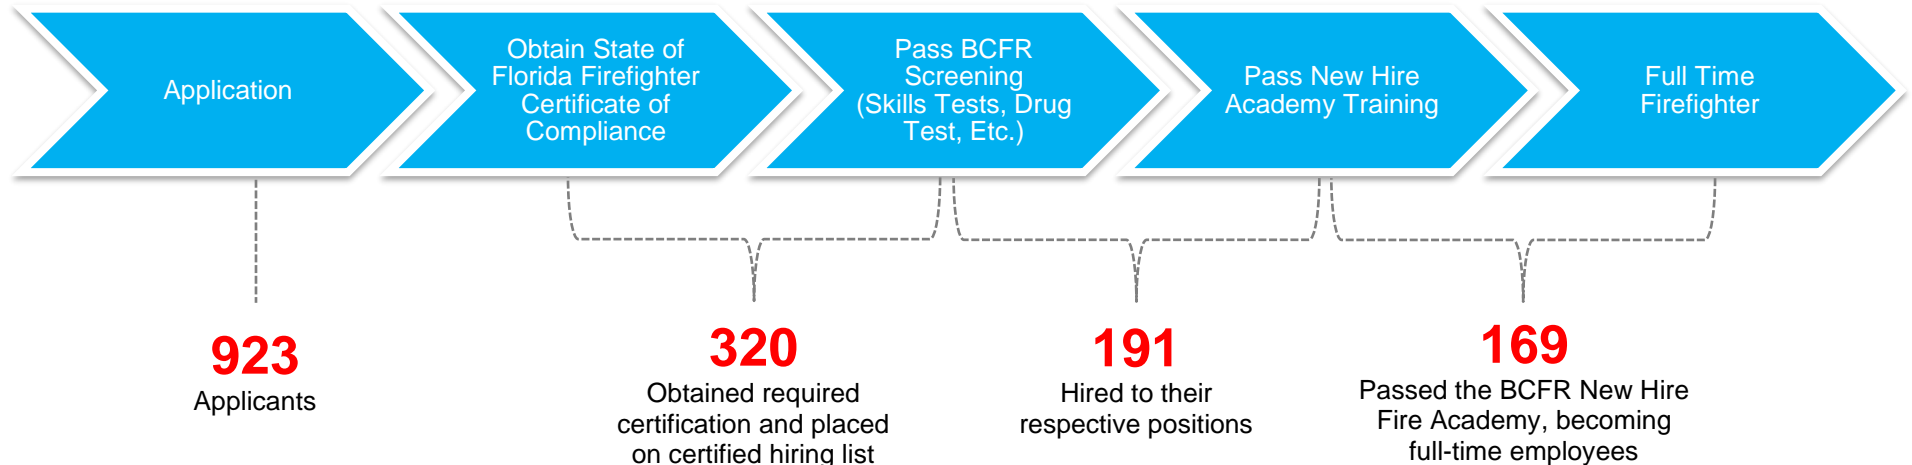 Application
Obtain State of
Florida Firefighter
Certificate of
Compliance
Pass BCFR
Screening
(Skills Tests, Drug
Test, Etc.)
Pass New Hire
Academy Training
Full Time
Firefighter
923
Applicants
320
Obtained required
certification and placed
on certified hiring list
191
Hired to their
respective positions
169
Passed the BCFR New Hire
Fire Academy, becoming
full-time employees